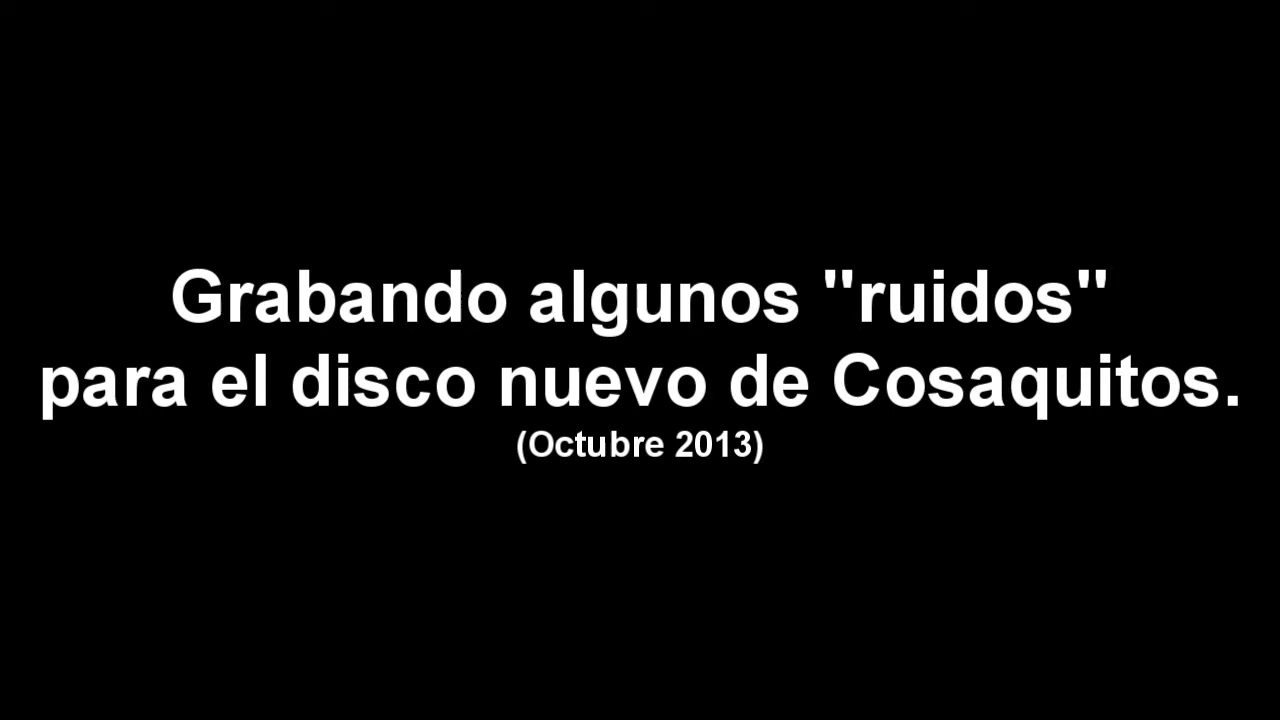 Grabando algunos "ruidos"
para el disco nuevo de Cosaquitos.
(Octubre 2013)